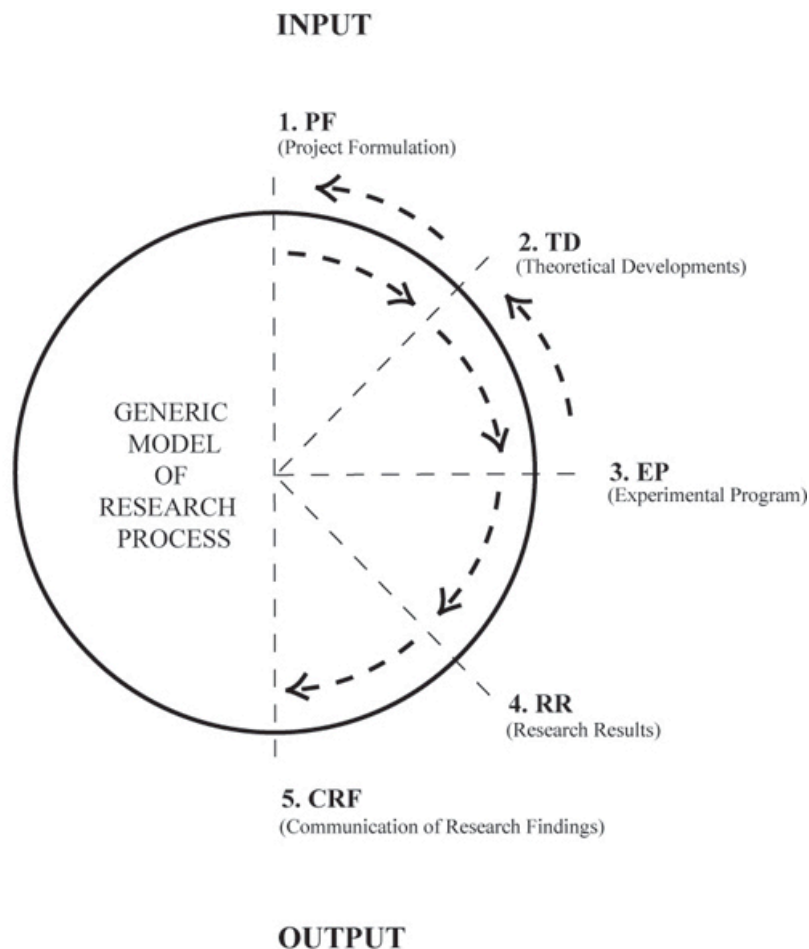 INPUT
1. PF
(Project Formulation)
2. TD
(Theoretical Developments)
GENERIC
MODEL
OF
RESEARCH
PROCESS
3. EP
(Experimental Program)
4. RR
(Research Results)
5. CRF
(Communication of Research Findings)
OUTPUT